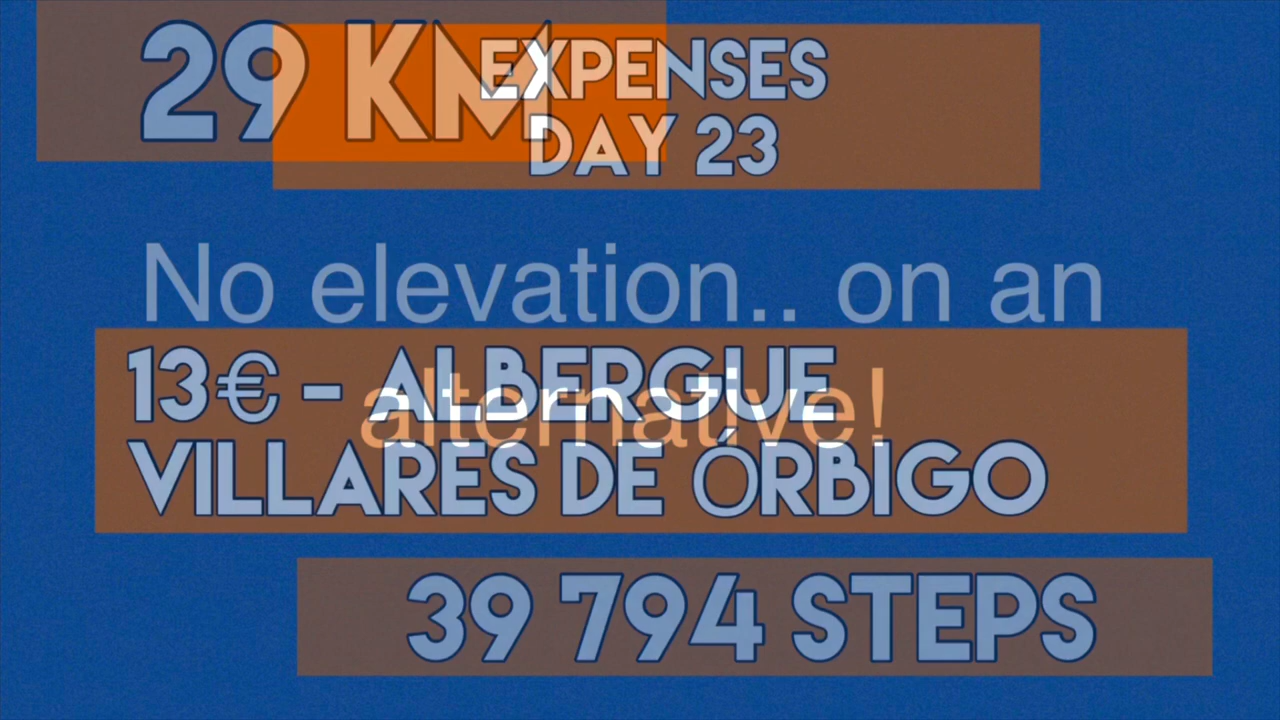 29 KM
EXPENSES
DAY 23
No elevation.. on an
alternative!
13€ - ALBERGUE
VILLARES DE ÓRBIGO
39 794 STEPS